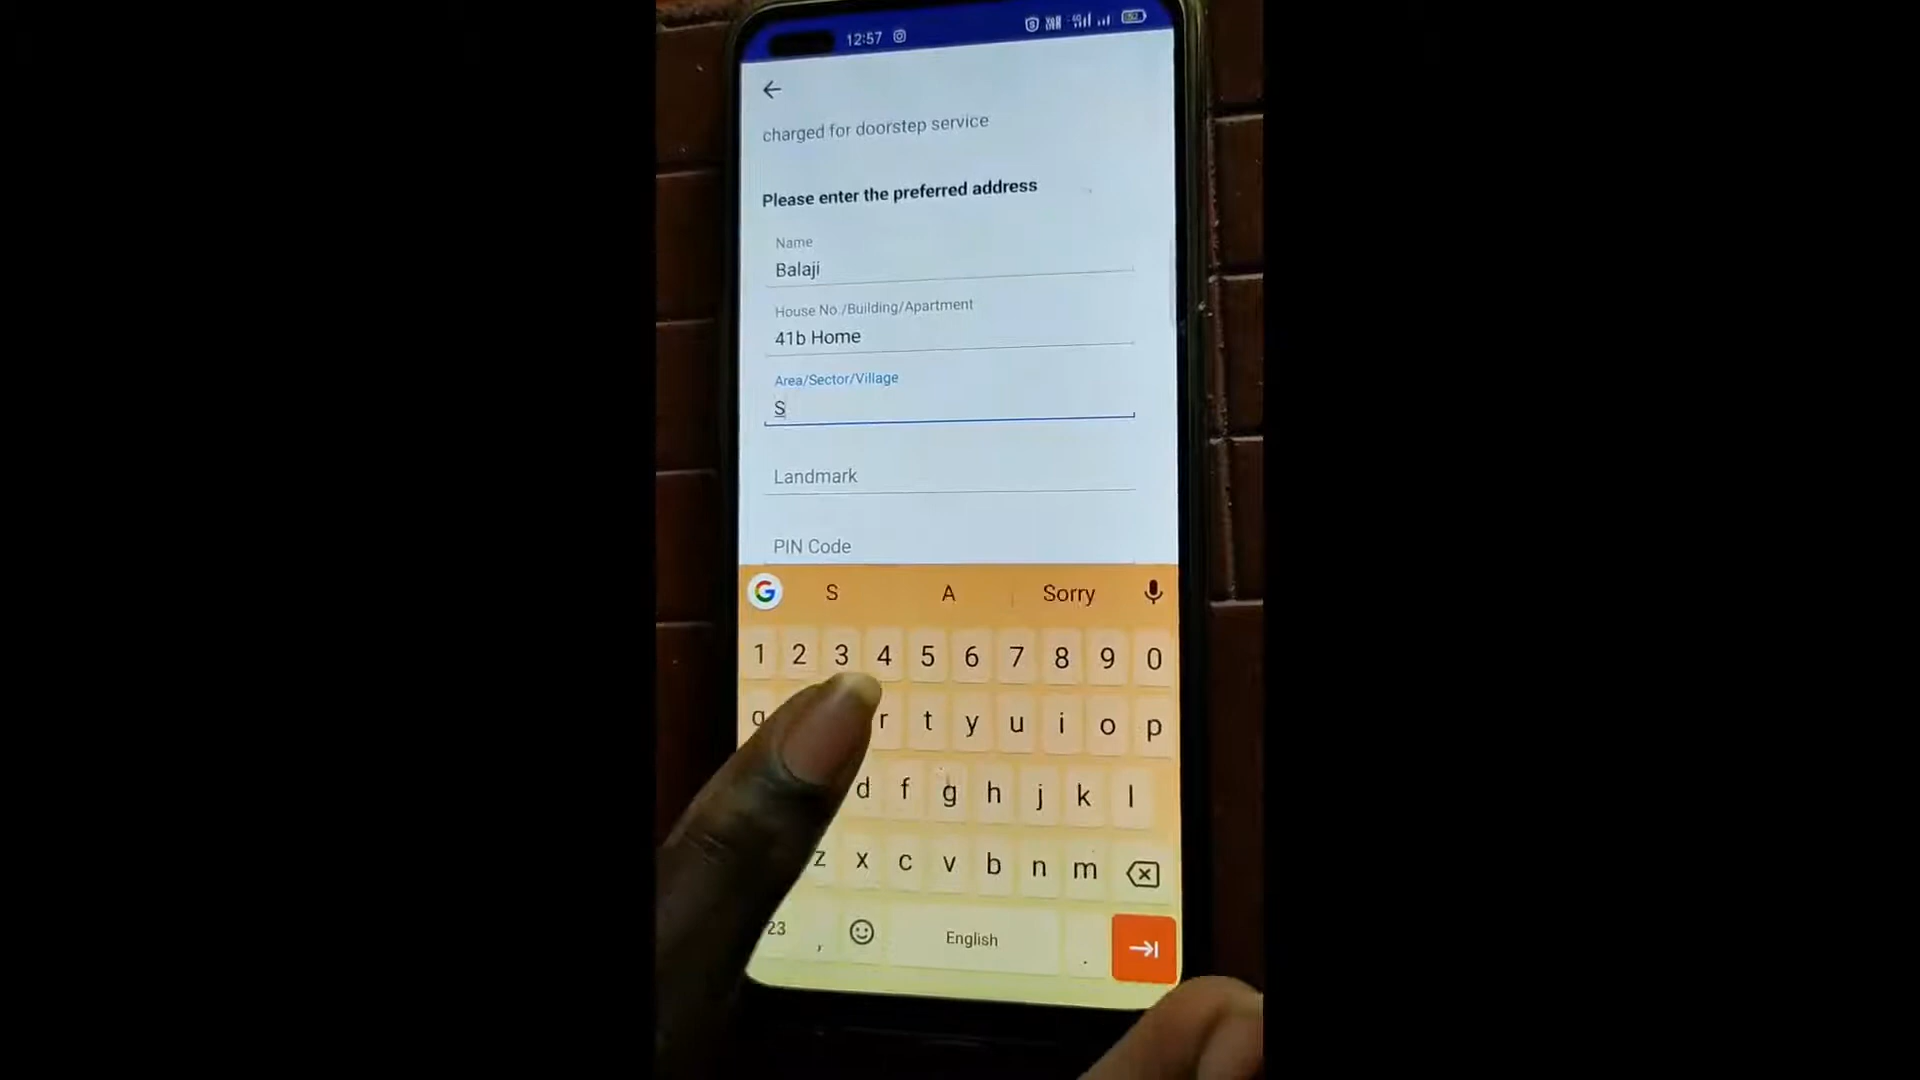 12:57
charged for doorstep service
Please enter the preferred address
Name
Balaji
House No./Building/Apartment
41b Home
Area/Sector/Village
S
Landmark
PIN Code
S A Sorry
1 2 3 4 5 6 7 8 9 0
q r t y u i o p
d f g h j k l
z x c v b n m
23 , English .